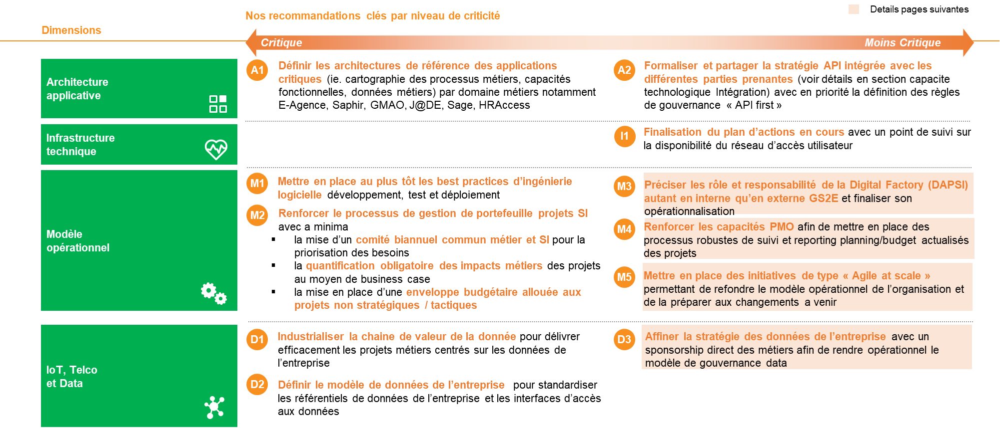 Details pages suivantes
Nos recommandations clés par niveau de criticité
Dimensions
Critique
Moins Critique
Architecture
applicative
A1
Définir les architectures de référence des applications
critiques (ie. cartographie des processus métiers, capacités
fonctionnelles, données métiers) par domaine métiers notamment
E-Agence, Saphir, GMAO, J@DE, Sage, HRAccess
A2
Formaliser et partager la stratégie API intégrée avec les
différentes parties prenantes (voir détails en section capacite
technologique Intégration) avec en priorité la définition des règles
de gouvernance « API first »
Infrastructure
technique
I1
Finalisation du plan d’actions en cours avec un point de suivi sur
la disponibilité du réseau d’accès utilisateur
Modèle
opérationnel
M1
Mettre en place au plus tôt les best practices d’ingénierie
logicielle développement, test et déploiement
M2
Renforcer le processus de gestion de portefeuille projets SI
avec a minima
▪ la mise d’un comité biannuel commun métier et SI pour la
priorisation des besoins
▪ la quantification obligatoire des impacts métiers des projets
au moyen de business case
▪ la mise en place d’une enveloppe budgétaire allouée aux
projets non stratégiques / tactiques
M3
Préciser les rôle et responsabilité de la Digital Factory (DAPSI)
autant en interne qu’en externe GS2E et finaliser son
opérationnalisation
M4
Renforcer les capacités PMO afin de mettre en place des
processus robustes de suivi et reporting planning/budget actualisés
des projets
M5
Mettre en place des initiatives de type « Agile at scale »
permettant de refondre le modèle opérationnel de l’organisation et
de la préparer aux changements a venir
IoT, Telco
et Data
D1
Industrialiser la chaine de valeur de la donnée pour délivrer
efficacement les projets métiers centrés sur les données de
l’entreprise
D2
Définir le modèle de données de l’entreprise pour standardiser
les référentiels de données de l’entreprise et les interfaces d’accès
aux données
D3
Affiner la stratégie des données de l’entreprise avec un
sponsorship direct des métiers afin de rendre opérationnel le
modèle de gouvernance data